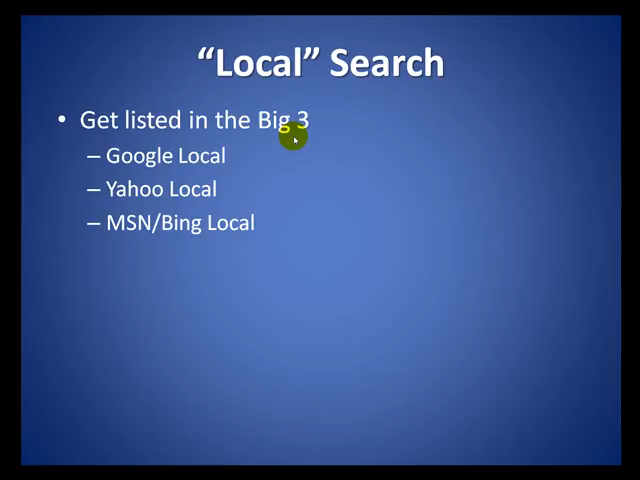 “Local” Search
• Get listed in the Big 3
– Google Local
– Yahoo Local
– MSN/Bing Local